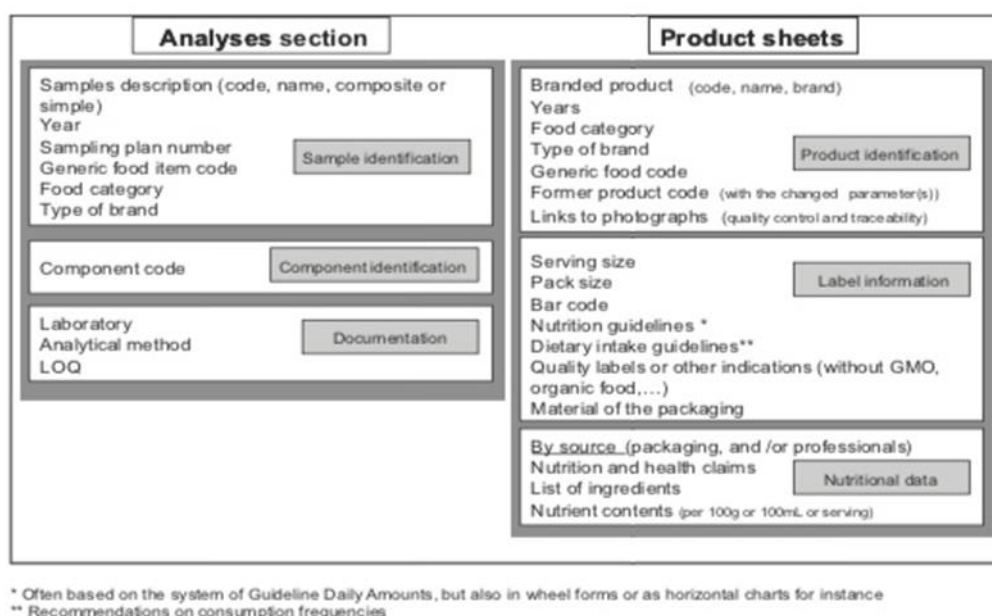 Analyses section
Samples description (code, name, composite or
simple)
Year
Sampling plan number
Generic food item code
Food category
Type of brand
Sample identification
Component code
Component identification
Laboratory
Analytical method
LOQ
Documentation
Product sheets
Branded product (code, name, brand)
Years
Food category
Type of brand
Generic food code
Former product code (with the changed parameter(s))
Links to photographs (quality control and traceability)
Product identification
Serving size
Pack size
Bar code
Nutrition guidelines *
Dietary intake guidelines**
Quality labels or other indications (without GMO,
organic food,...)
Material of the packaging
Label information
By source (packaging, and /or professionals)
Nutrition and health claims
List of ingredients
Nutrient contents (per 100g or 100mL or serving)
Nutritional data
* Often based on the system of Guideline Daily Amounts, but also in wheel forms or as horizontal charts for instance
** Recommendations on consumption frequencies